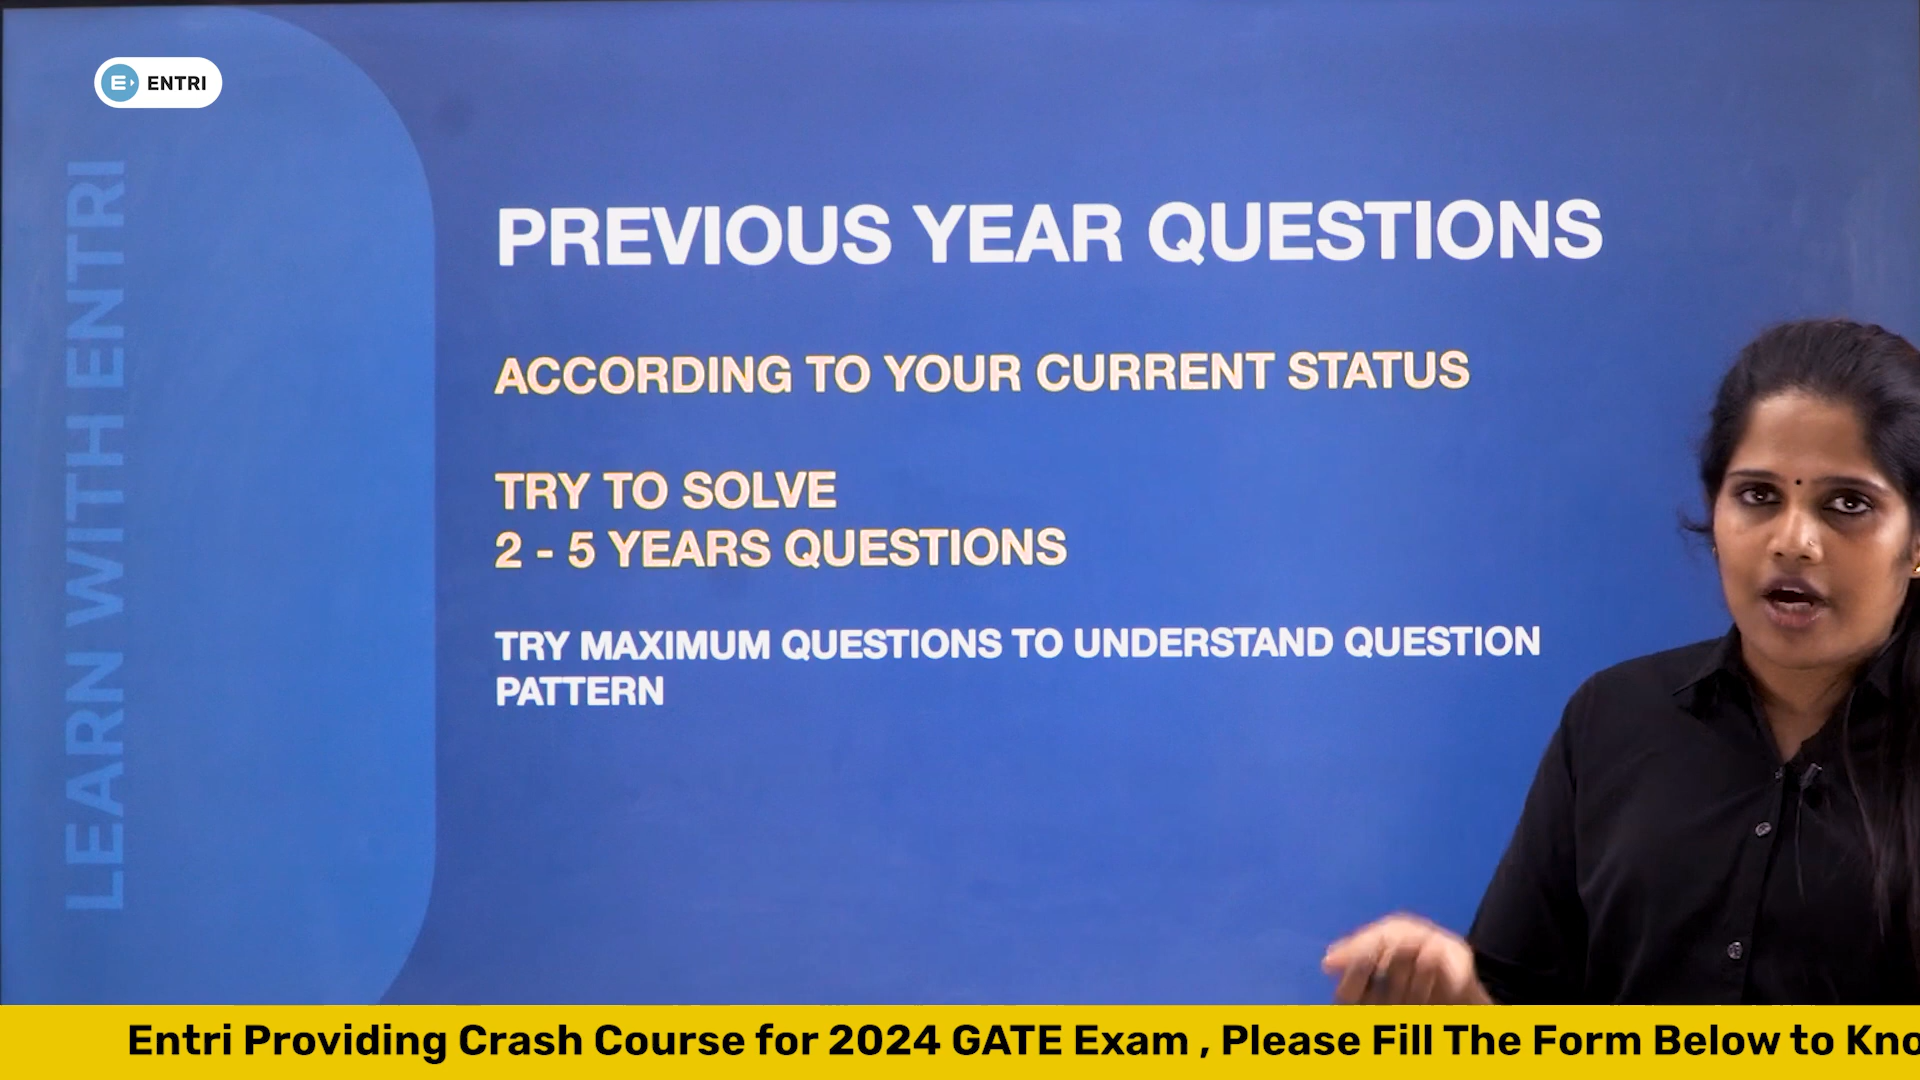 ENTRI
LEARN WITH ENTRI
PREVIOUS YEAR QUESTIONS
ACCORDING TO YOUR CURRENT STATUS
TRY TO SOLVE
2 - 5 YEARS QUESTIONS
TRY MAXIMUM QUESTIONS TO UNDERSTAND QUESTION
PATTERN
Entri Providing Crash Course for 2024 GATE Exam , Please Fill The Form Below to Kno